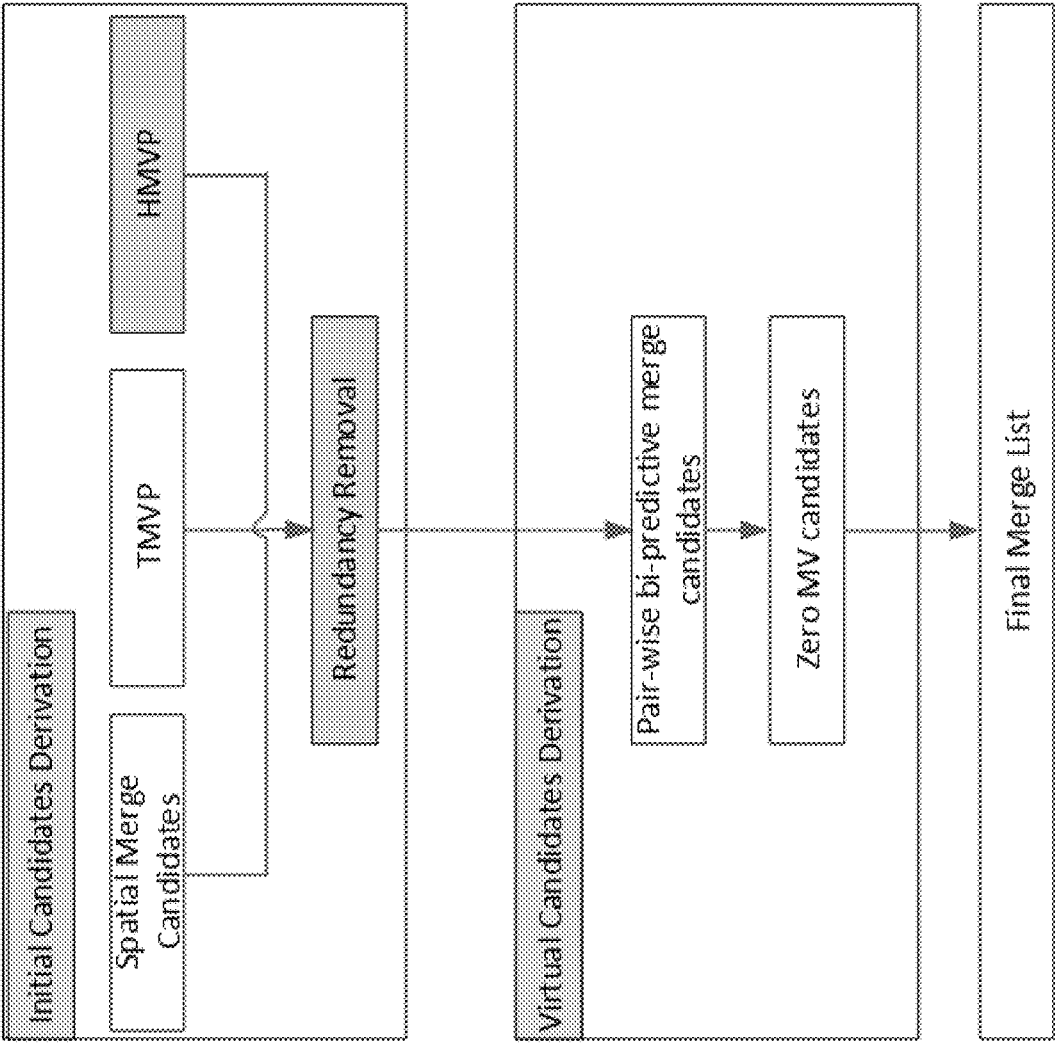 Initial Candidates Derivation
Spatial Merge
Candidates
TMVP
HMVP
Redundancy Removal
Virtual Candidates Derivation
Pair-wise bi-predictive merge
candidates
Zero MV candidates
Final Merge List